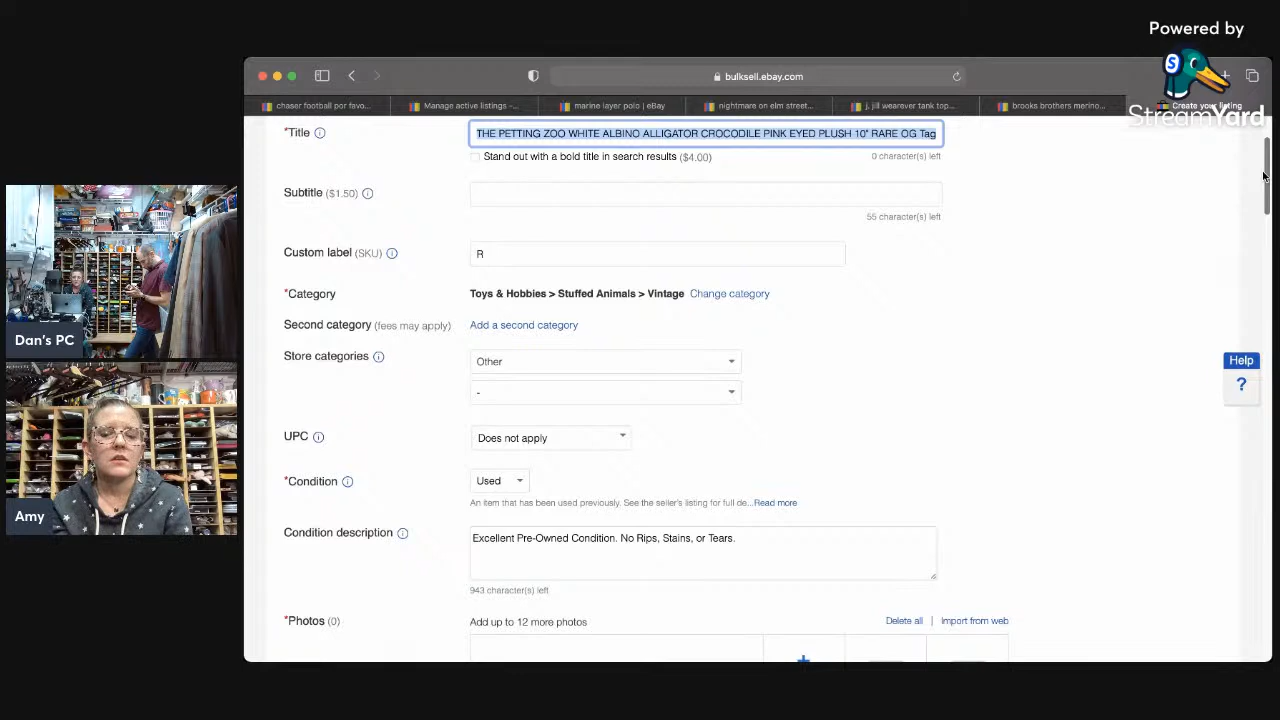 Powered by
StreamYard
bulksell.ebay.com
chaser football por favo...
Manage active listings -...
marine layer polo | eBay
nightmare on elm street...
j. jill wearever tank top...
brooks brothers merino...
Create your listing
*Title
THE PETTING ZOO WHITE ALBINO ALLIGATOR CROCODILE PINK EYED PLUSH 10" RARE OG Tag
Stand out with a bold title in search results ($4.00)
0 character(s) left
Subtitle ($1.50)
55 character(s) left
Custom label (SKU)
R
*Category
Toys & Hobbies > Stuffed Animals > Vintage Change category
Second category (fees may apply)
Add a second category
Store categories
Other
-
UPC
Does not apply
*Condition
Used
An item that has been used previously. See the seller's listing for full de...Read more
Condition description
Excellent Pre-Owned Condition. No Rips, Stains, or Tears.
943 character(s) left
*Photos (0)
Add up to 12 more photos
Delete all | Import from web
Help
?
Dan's PC
Amy